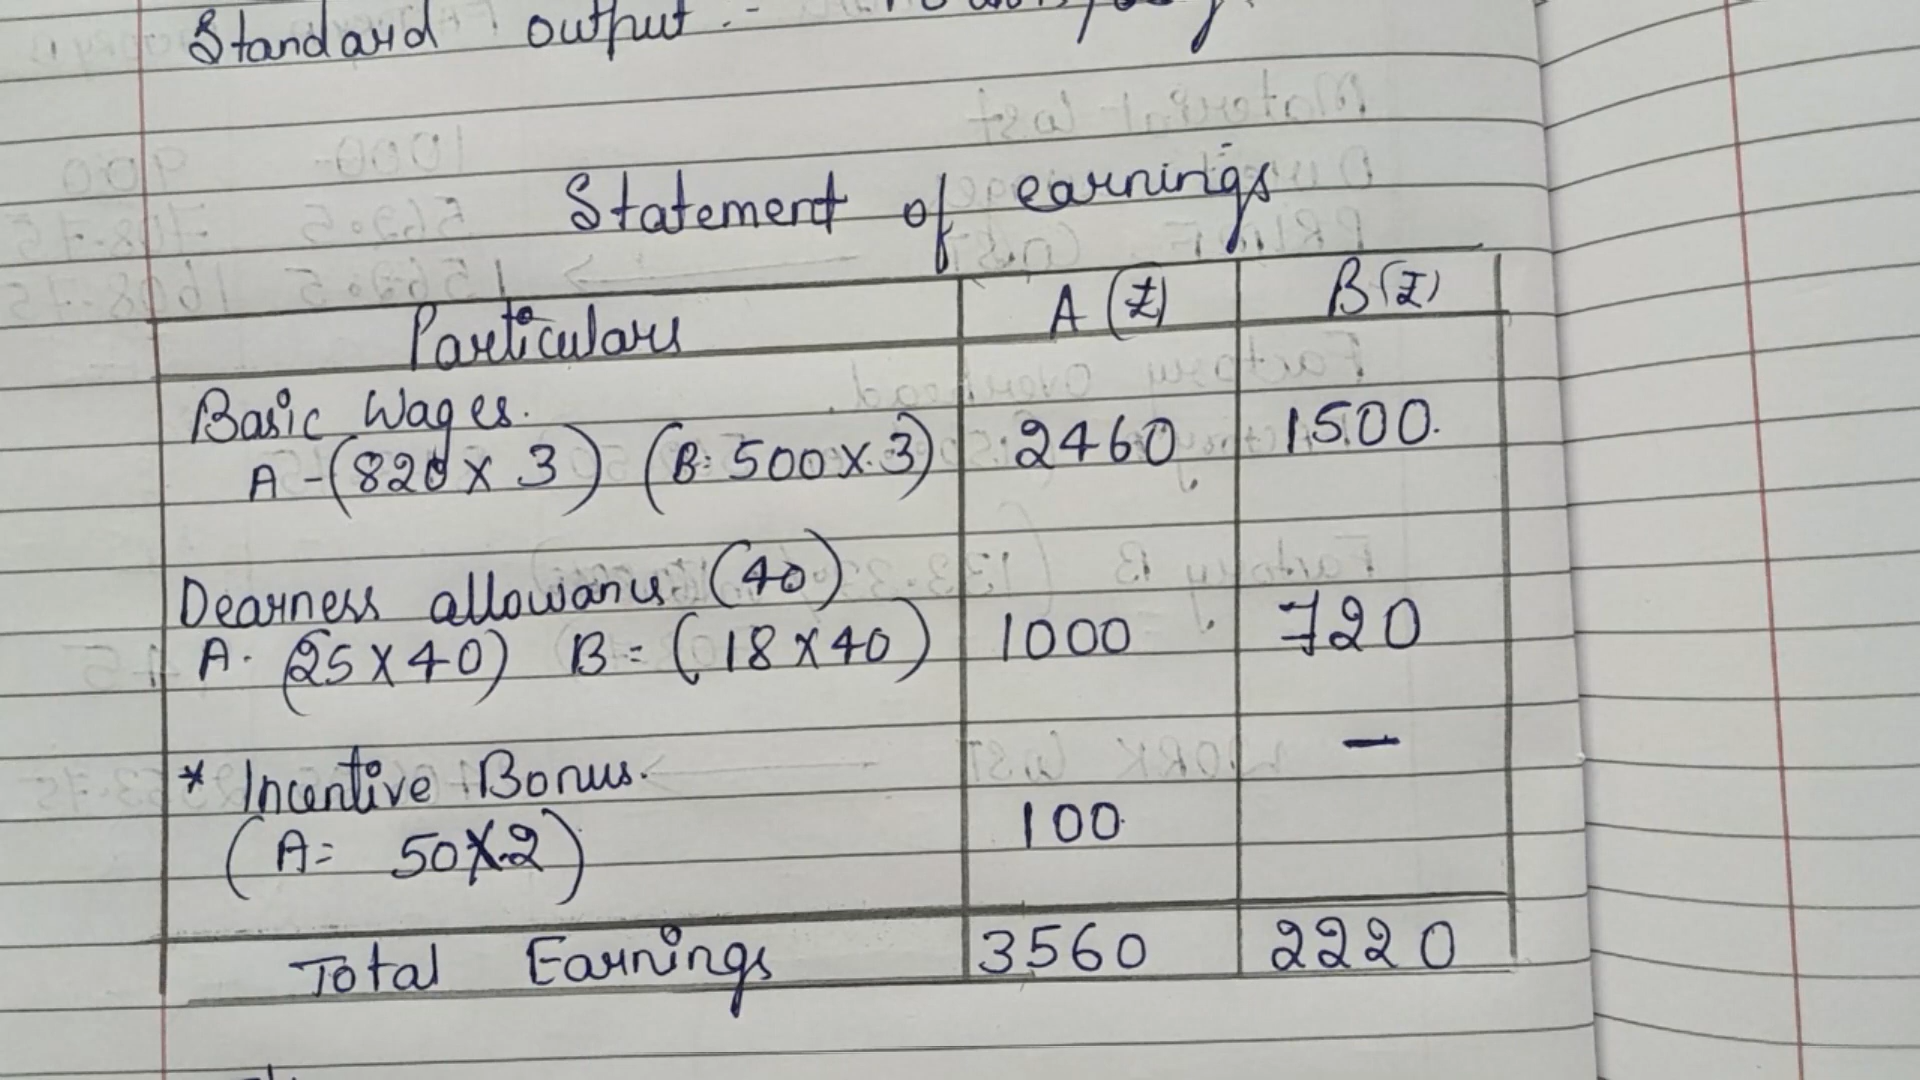 Standard output :-
Statement of earnings
Particulars A (₹) B (₹)
Basic Wages.
A - (820 x 3) (B: 500 x 3) 2460 1500.
Dearness allowance (40)
A. (25 x 40) B = (18 x 40) 1000 720
* Incentive Bonus. —
(A = 50 x 2) 100
Total Earnings 3560 2220